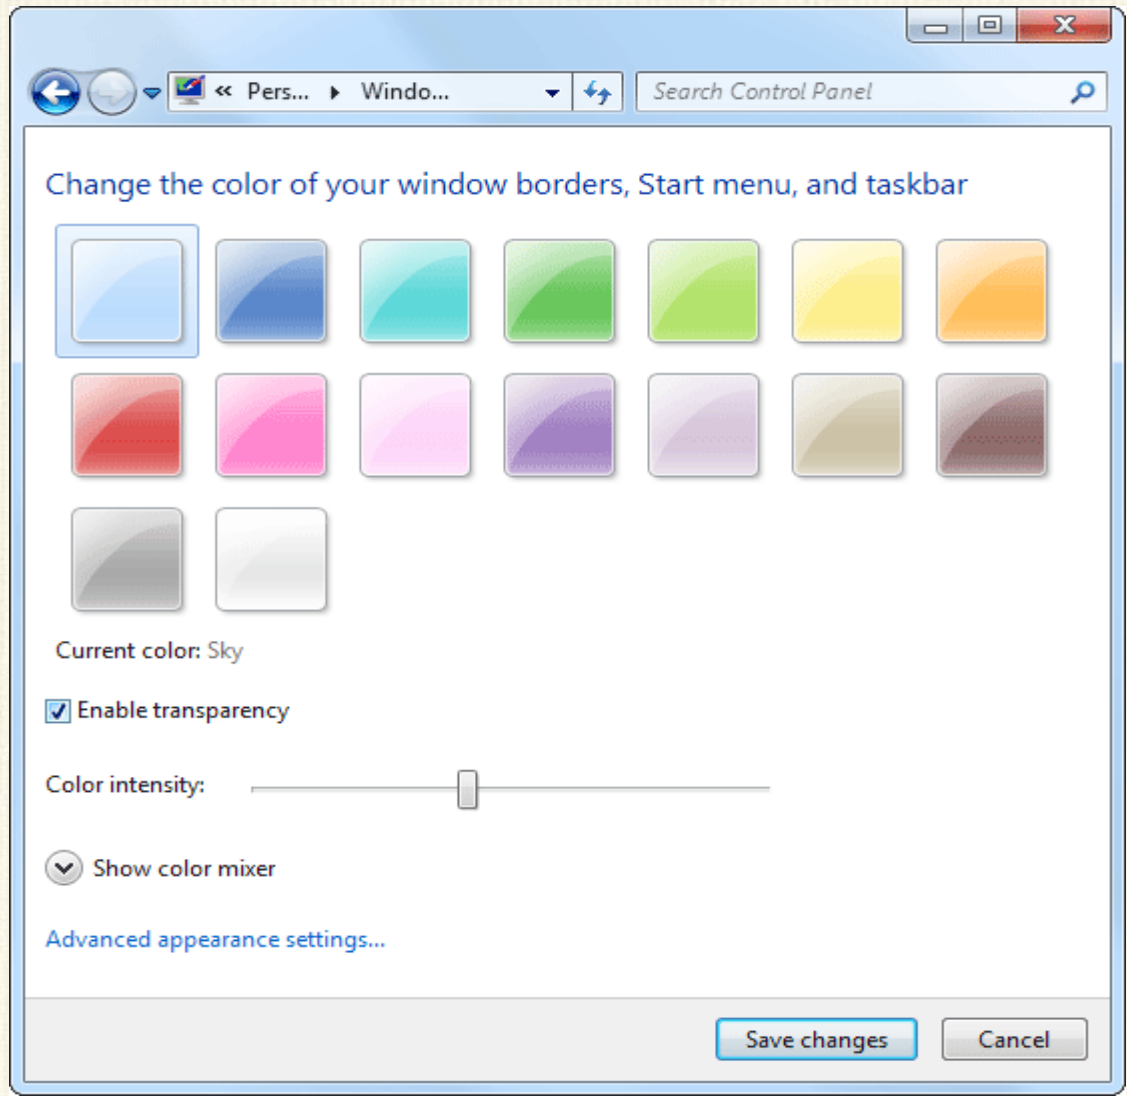 « Pers... Windo... Search Control Panel
Change the color of your window borders, Start menu, and taskbar
Current color: Sky
Enable transparency
Color intensity:
Show color mixer
Advanced appearance settings...
Save changes Cancel